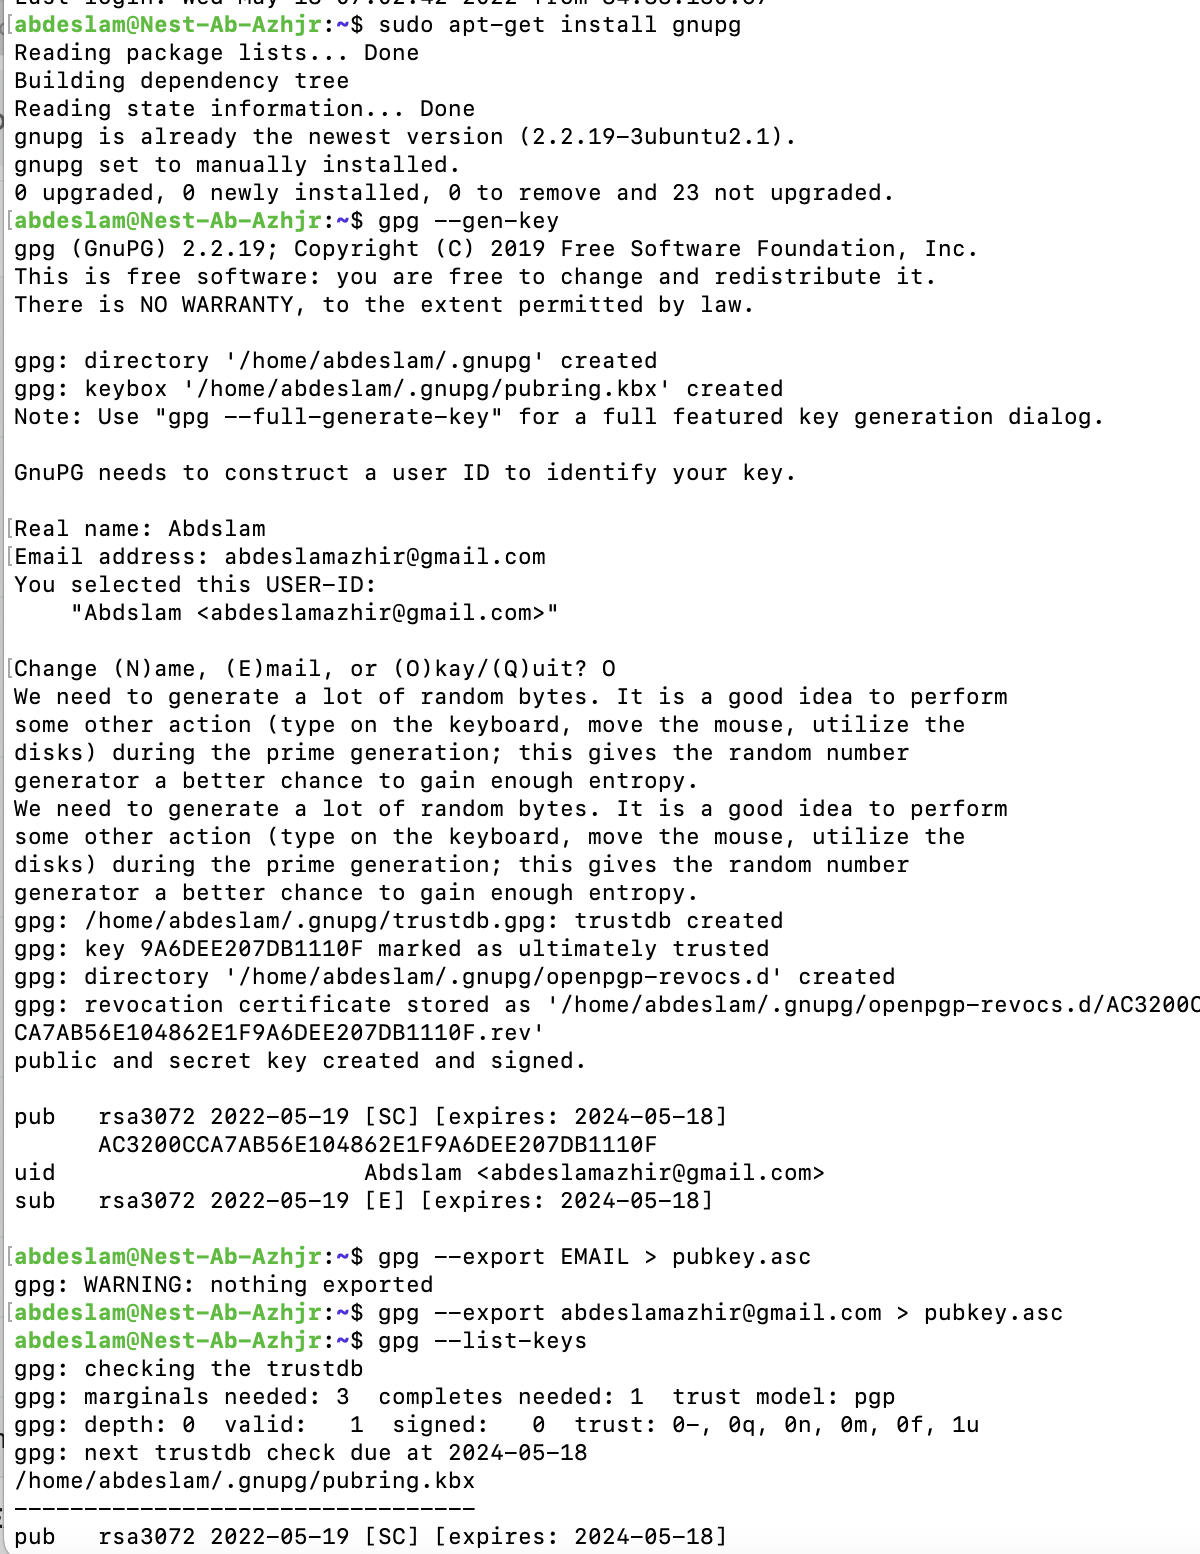 abdeslam@Nest-Ab-Azhjr:~$ sudo apt-get install gnupg
Reading package lists... Done
Building dependency tree
Reading state information... Done
gnupg is already the newest version (2.2.19-3ubuntu2.1).
gnupg set to manually installed.
0 upgraded, 0 newly installed, 0 to remove and 23 not upgraded.
[abdeslam@Nest-Ab-Azhjr:~$ gpg --gen-key
gpg (GnuPG) 2.2.19; Copyright (C) 2019 Free Software Foundation, Inc.
This is free software: you are free to change and redistribute it.
There is NO WARRANTY, to the extent permitted by law.

gpg: directory '/home/abdeslam/.gnupg' created
gpg: keybox '/home/abdeslam/.gnupg/pubring.kbx' created
Note: Use "gpg --full-generate-key" for a full featured key generation dialog.

GnuPG needs to construct a user ID to identify your key.

[Real name: Abdslam
[Email address: abdeslamazhir@gmail.com
You selected this USER-ID:
    "Abdslam <abdeslamazhir@gmail.com>"

[Change (N)ame, (E)mail, or (O)kay/(Q)uit? O
We need to generate a lot of random bytes. It is a good idea to perform
some other action (type on the keyboard, move the mouse, utilize the
disks) during the prime generation; this gives the random number
generator a better chance to gain enough entropy.
We need to generate a lot of random bytes. It is a good idea to perform
some other action (type on the keyboard, move the mouse, utilize the
disks) during the prime generation; this gives the random number
generator a better chance to gain enough entropy.
gpg: /home/abdeslam/.gnupg/trustdb.gpg: trustdb created
gpg: key 9A6DEE207DB1110F marked as ultimately trusted
gpg: directory '/home/abdeslam/.gnupg/openpgp-revocs.d' created
gpg: revocation certificate stored as '/home/abdeslam/.gnupg/openpgp-revocs.d/AC3200C
CA7AB56E104862E1F9A6DEE207DB1110F.rev'
public and secret key created and signed.

pub   rsa3072 2022-05-19 [SC] [expires: 2024-05-18]
      AC3200CCA7AB56E104862E1F9A6DEE207DB1110F
uid                      Abdslam <abdeslamazhir@gmail.com>
sub   rsa3072 2022-05-19 [E] [expires: 2024-05-18]

[abdeslam@Nest-Ab-Azhjr:~$ gpg --export EMAIL > pubkey.asc
gpg: WARNING: nothing exported
[abdeslam@Nest-Ab-Azhjr:~$ gpg --export abdeslamazhir@gmail.com > pubkey.asc
abdeslam@Nest-Ab-Azhjr:~$ gpg --list-keys
gpg: checking the trustdb
gpg: marginals needed: 3  completes needed: 1  trust model: pgp
gpg: depth: 0  valid:   1  signed:   0  trust: 0-, 0q, 0n, 0m, 0f, 1u
gpg: next trustdb check due at 2024-05-18
/home/abdeslam/.gnupg/pubring.kbx
---------------------------------
pub   rsa3072 2022-05-19 [SC] [expires: 2024-05-18]